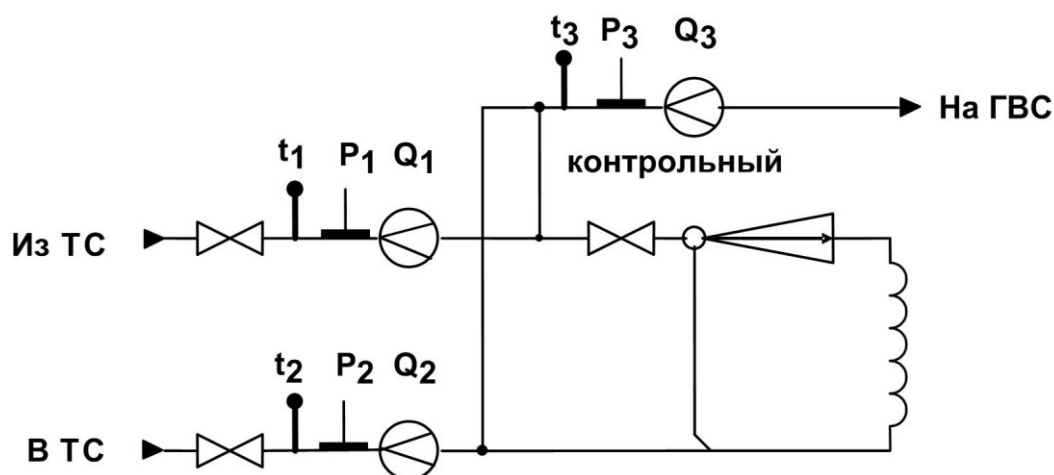 t3 P3 Q3
На ГВС
контрольный
t1 P1 Q1
Из ТС
t2 P2 Q2
В ТС